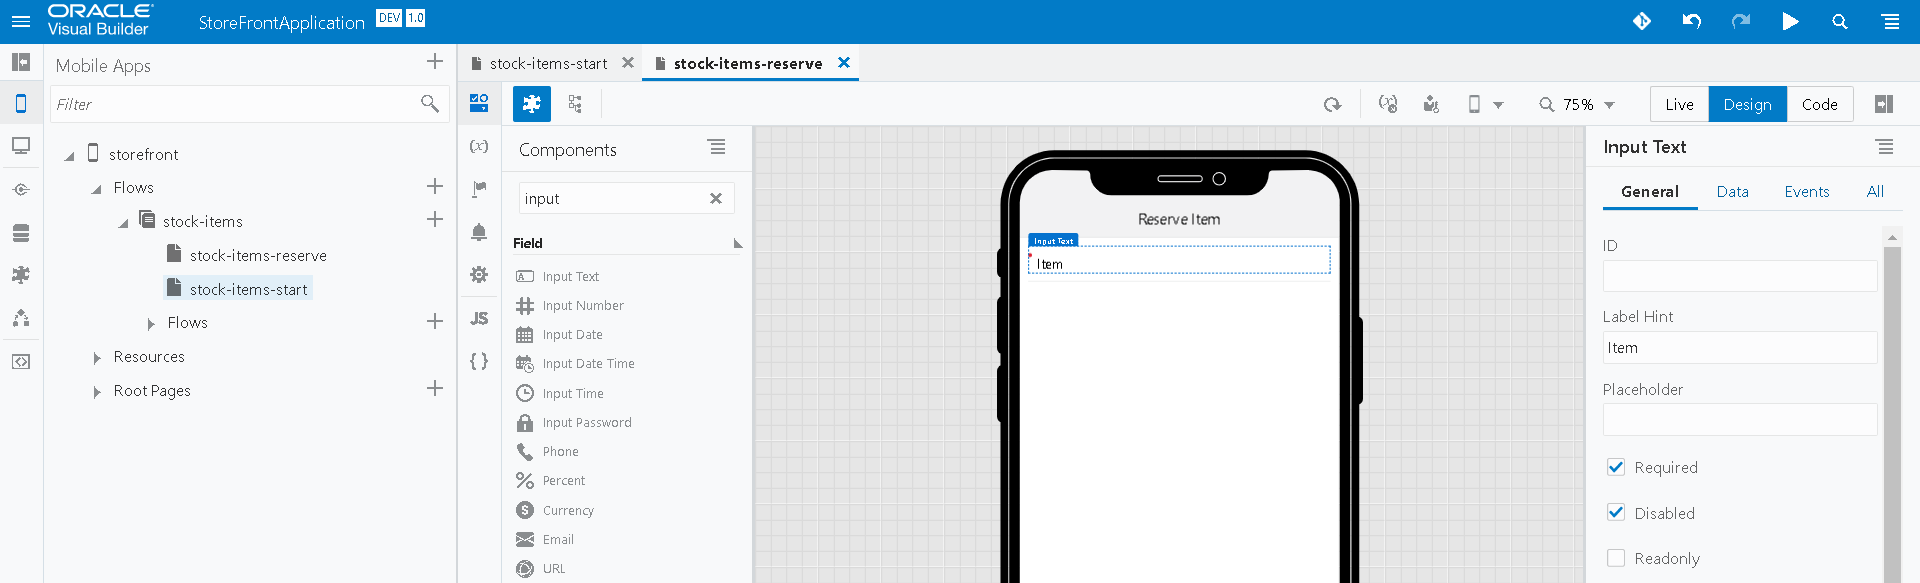 ORACLE
Visual Builder
StoreFrontApplication
DEV 1.0
Mobile Apps
Filter
storefront
Flows
stock-items
stock-items-reserve
stock-items-start
Flows
Resources
Root Pages
stock-items-start
stock-items-reserve
75%
Live
Design
Code
(x)
JS
{ }
Components
input
Field
Input Text
Input Number
Input Date
Input Date Time
Input Time
Input Password
Phone
Percent
Currency
Email
URL
Reserve Item
Input Text
Item
Input Text
General
Data
Events
All
ID
Label Hint
Item
Placeholder
Required
Disabled
Readonly